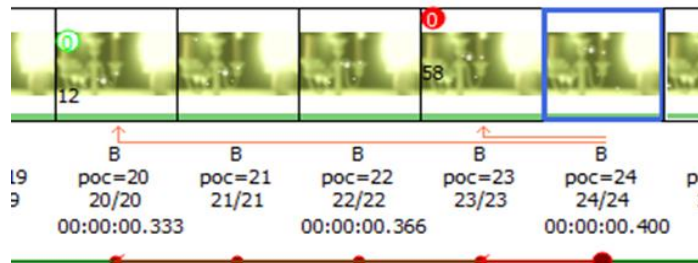 0 0
12 58
B B B B B
19 poc=20 poc=21 poc=22 poc=23 poc=24 p
9 20/20 21/21 22/22 23/23 24/24
00:00:00.333 00:00:00.366 00:00:00.400